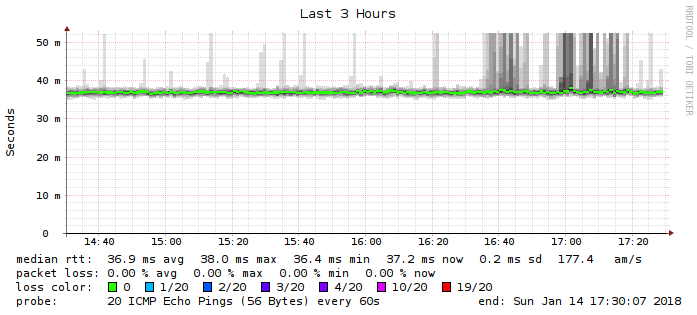 Last 3 Hours
RRDTOOL / TOBI OETIKER
Seconds
50 m
40 m
30 m
20 m
10 m
0
14:40 15:00 15:20 15:40 16:00 16:20 16:40 17:00 17:20
median rtt: 36.9 ms avg 38.0 ms max 36.4 ms min 37.2 ms now 0.2 ms sd 177.4 am/s
packet loss: 0.00 % avg 0.00 % max 0.00 % min 0.00 % now
loss color: 0 1/20 2/20 3/20 4/20 10/20 19/20
probe: 20 ICMP Echo Pings (56 Bytes) every 60s end: Sun Jan 14 17:30:07 2018